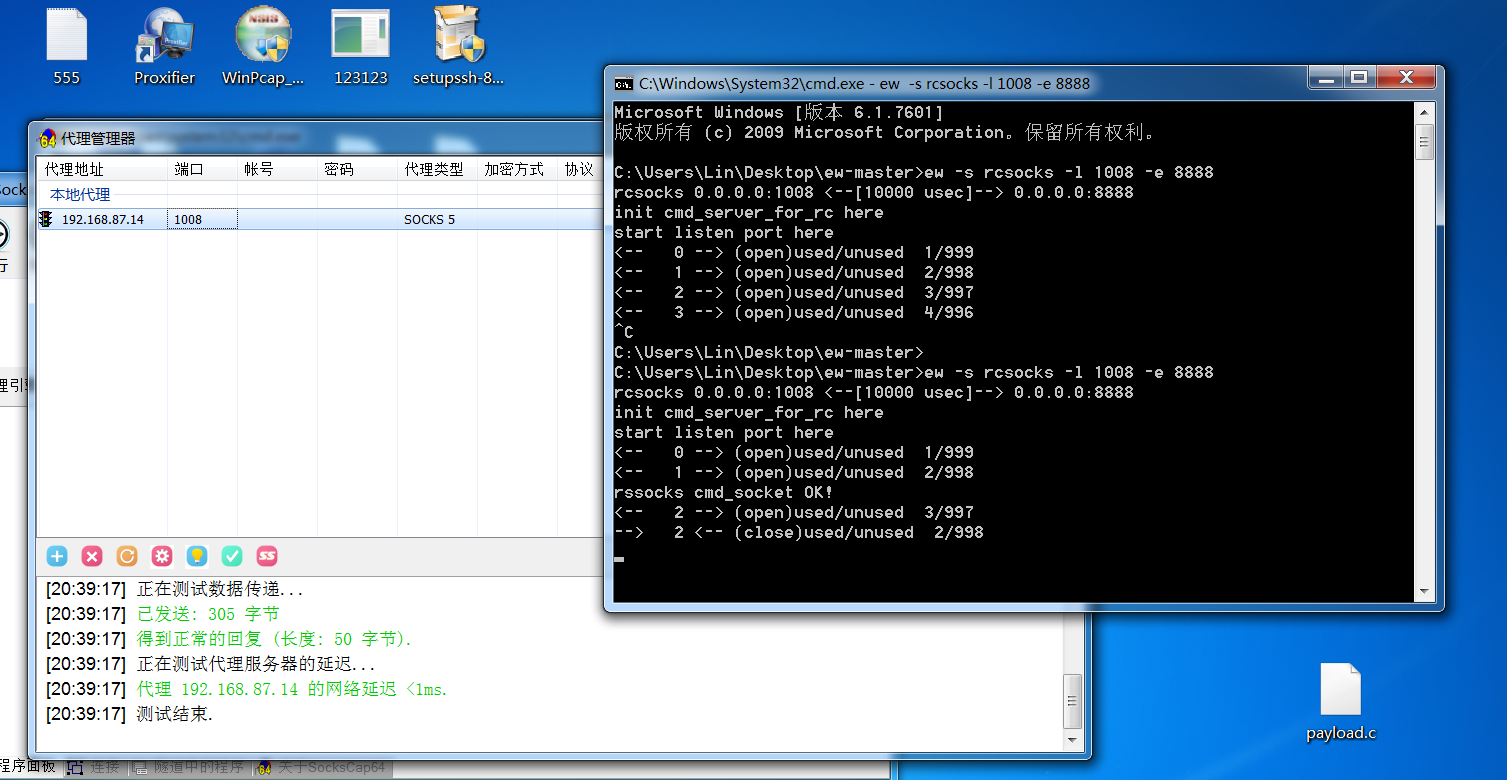 555
Proxifier
WinPcap_...
123123
setupssh-8...
代理管理器
代理地址 端口 帐号 密码 代理类型 加密方式 协议
本地代理
192.168.87.14 1008 SOCKS 5
[20:39:17] 正在测试数据传递...
[20:39:17] 已发送: 305 字节
[20:39:17] 得到正常的回复 (长度: 50 字节).
[20:39:17] 正在测试代理服务器的延迟...
[20:39:17] 代理 192.168.87.14 的网络延迟 <1ms.
[20:39:17] 测试结束.
程序面板 连接 隧道中的程序 关于SocksCap64
C:\Windows\System32\cmd.exe - ew -s rcsocks -l 1008 -e 8888
Microsoft Windows [版本 6.1.7601]
版权所有 (c) 2009 Microsoft Corporation。保留所有权利。
C:\Users\Lin\Desktop\ew-master>ew -s rcsocks -l 1008 -e 8888
rcsocks 0.0.0.0:1008 <--[10000 usec]--> 0.0.0.0:8888
init cmd_server_for_rc here
start listen port here
<-- 0 --> (open)used/unused 1/999
<-- 1 --> (open)used/unused 2/998
<-- 2 --> (open)used/unused 3/997
<-- 3 --> (open)used/unused 4/996
^C
C:\Users\Lin\Desktop\ew-master>
C:\Users\Lin\Desktop\ew-master>ew -s rcsocks -l 1008 -e 8888
rcsocks 0.0.0.0:1008 <--[10000 usec]--> 0.0.0.0:8888
init cmd_server_for_rc here
start listen port here
<-- 0 --> (open)used/unused 1/999
<-- 1 --> (open)used/unused 2/998
rssocks cmd_socket OK!
<-- 2 --> (open)used/unused 3/997
--> 2 <-- (close)used/unused 2/998
payload.c